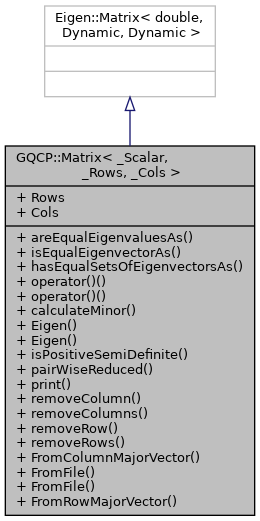 Eigen::Matrix< double,
Dynamic, Dynamic >
GQCP::Matrix< _Scalar,
_Rows, _Cols >
+ Rows
+ Cols
+ areEqualEigenvaluesAs()
+ isEqualEigenvectorAs()
+ hasEqualSetsOfEigenvectorsAs()
+ operator()()
+ operator()()
+ calculateMinor()
+ Eigen()
+ Eigen()
+ isPositiveSemiDefinite()
+ pairWiseReduced()
+ print()
+ removeColumn()
+ removeColumns()
+ removeRow()
+ removeRows()
+ FromColumnMajorVector()
+ FromFile()
+ FromFile()
+ FromRowMajorVector()